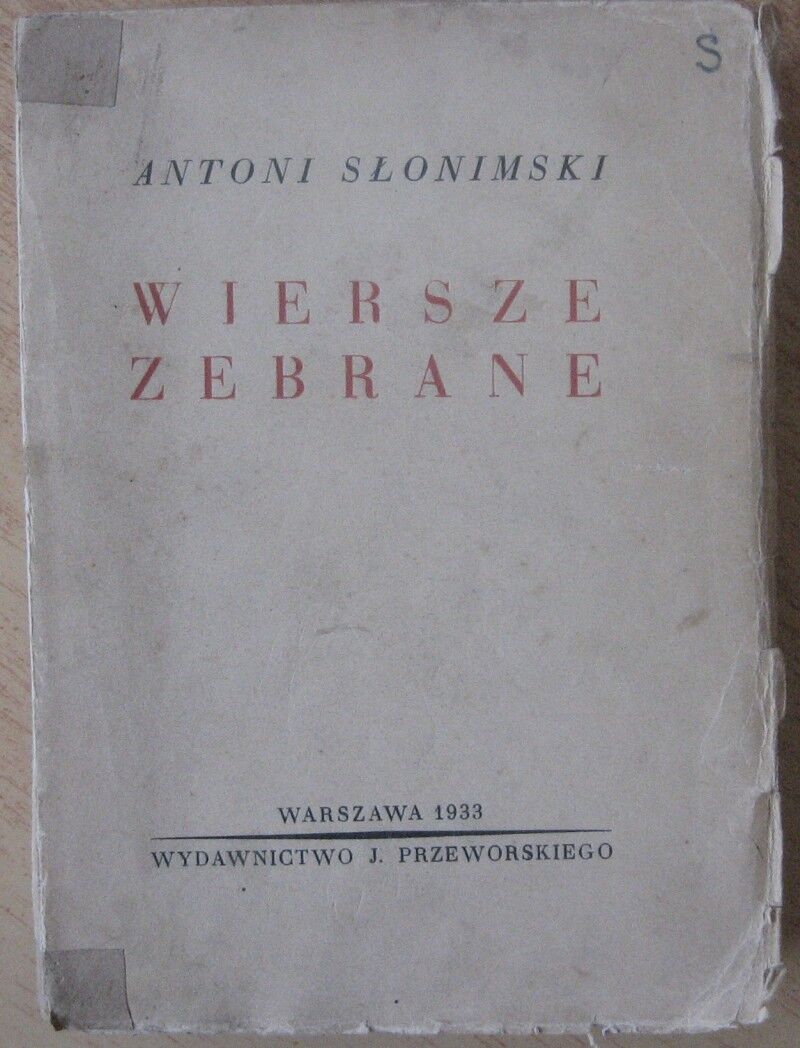 S
ANTONI SŁONIMSKI
WIERSZE
ZEBRANE
WARSZAWA 1933
WYDAWNICTWO J. PRZEWORSKIEGO